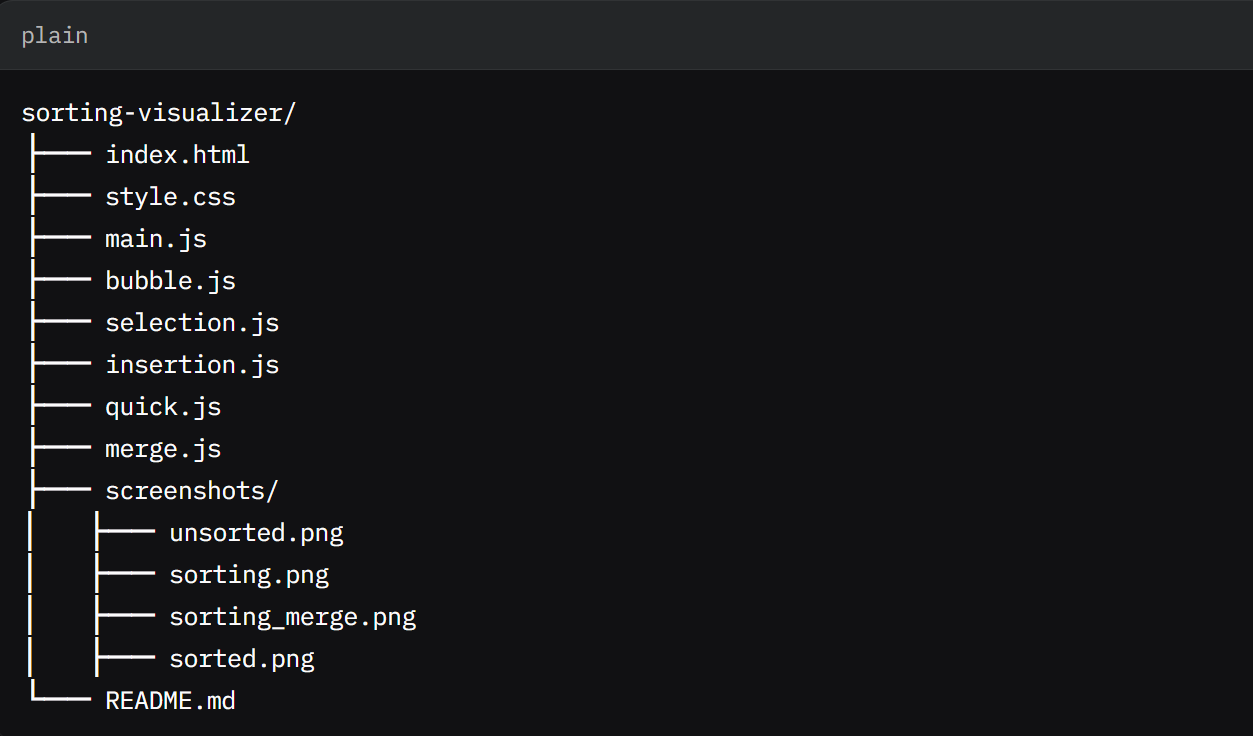 plain
sorting-visualizer/
├── index.html
├── style.css
├── main.js
├── bubble.js
├── selection.js
├── insertion.js
├── quick.js
├── merge.js
├── screenshots/
│   ├── unsorted.png
│   ├── sorting.png
│   ├── sorting_merge.png
│   ├── sorted.png
└── README.md